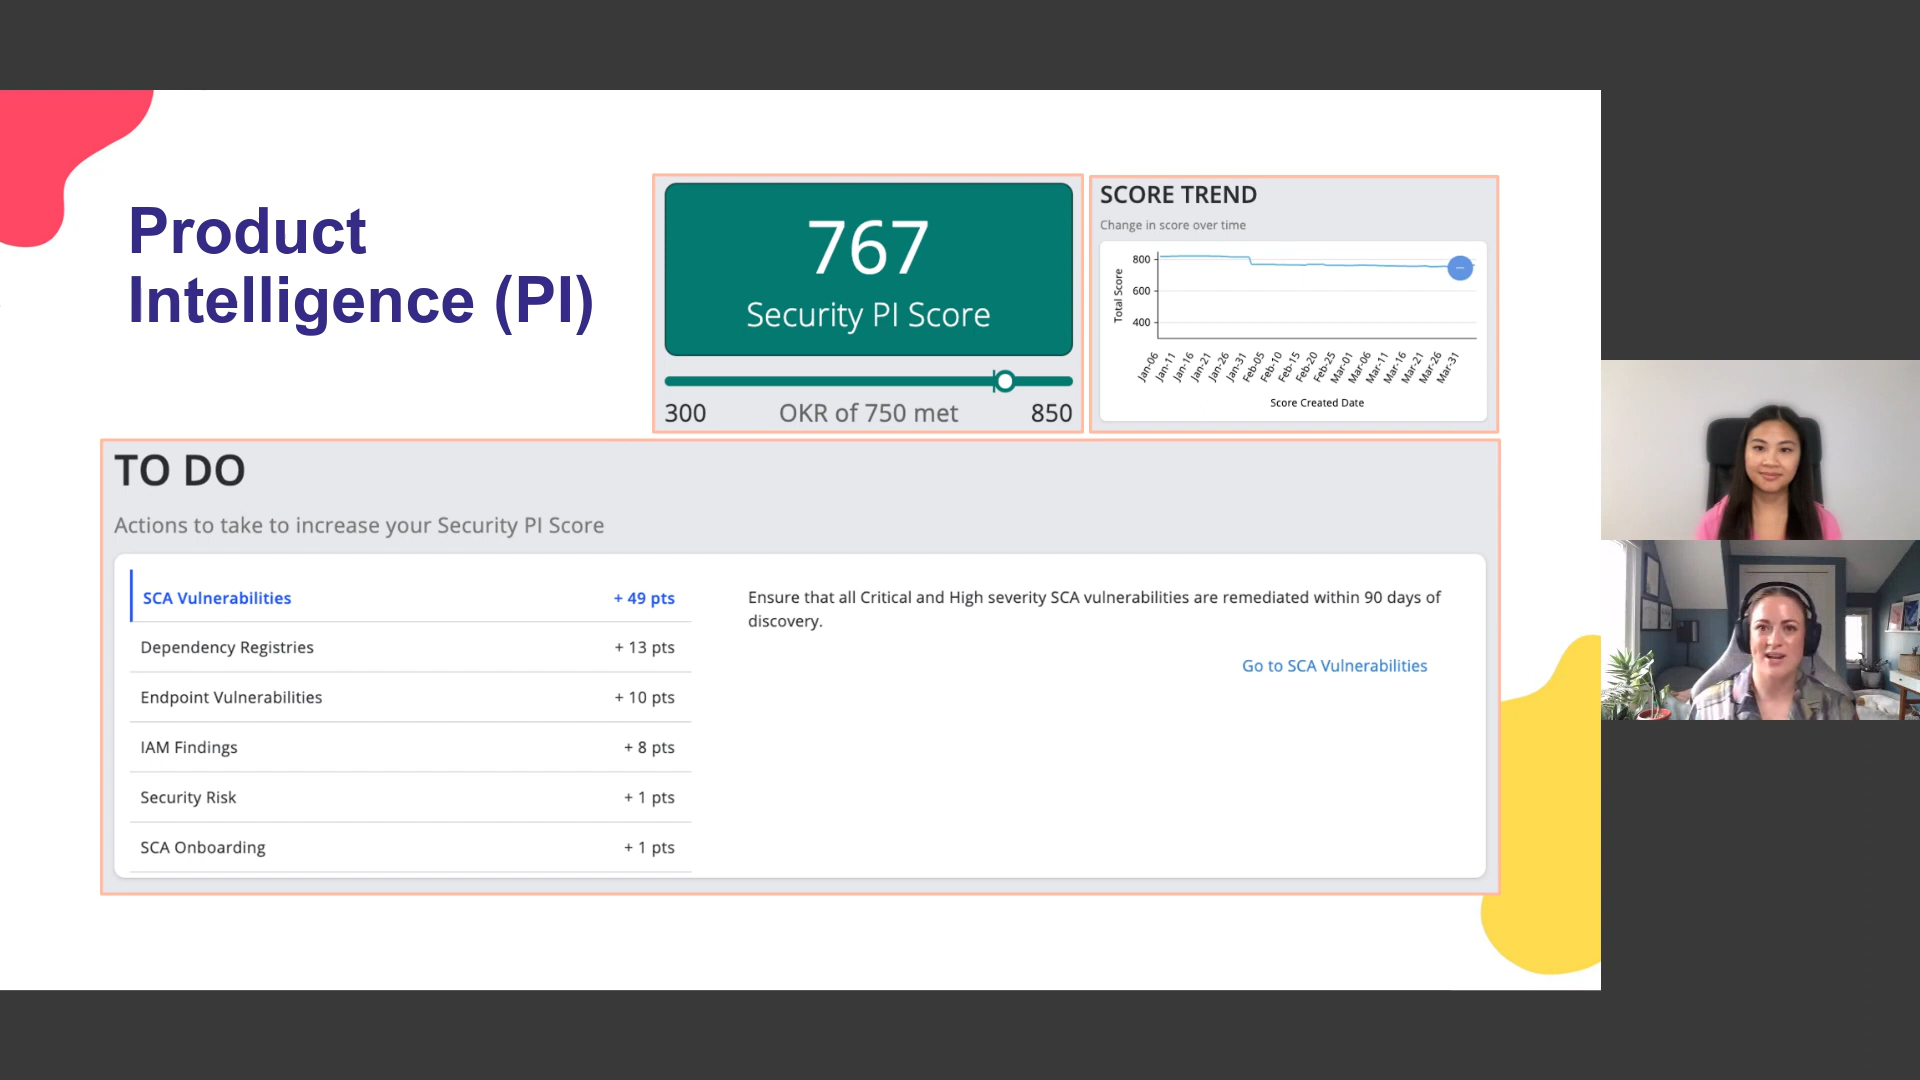 Product
Intelligence (PI)
767
Security PI Score
300
OKR of 750 met
850
SCORE TREND
Change in score over time
Total Score
800
600
400
Jan-06
Jan-11
Jan-16
Jan-21
Jan-26
Jan-31
Feb-05
Feb-10
Feb-15
Feb-20
Feb-25
Mar-01
Mar-06
Mar-11
Mar-16
Mar-21
Mar-26
Mar-31
Score Created Date
TO DO
Actions to take to increase your Security PI Score
SCA Vulnerabilities + 49 pts
Dependency Registries + 13 pts
Endpoint Vulnerabilities + 10 pts
IAM Findings + 8 pts
Security Risk + 1 pts
SCA Onboarding + 1 pts
Ensure that all Critical and High severity SCA vulnerabilities are remediated within 90 days of
discovery.
Go to SCA Vulnerabilities